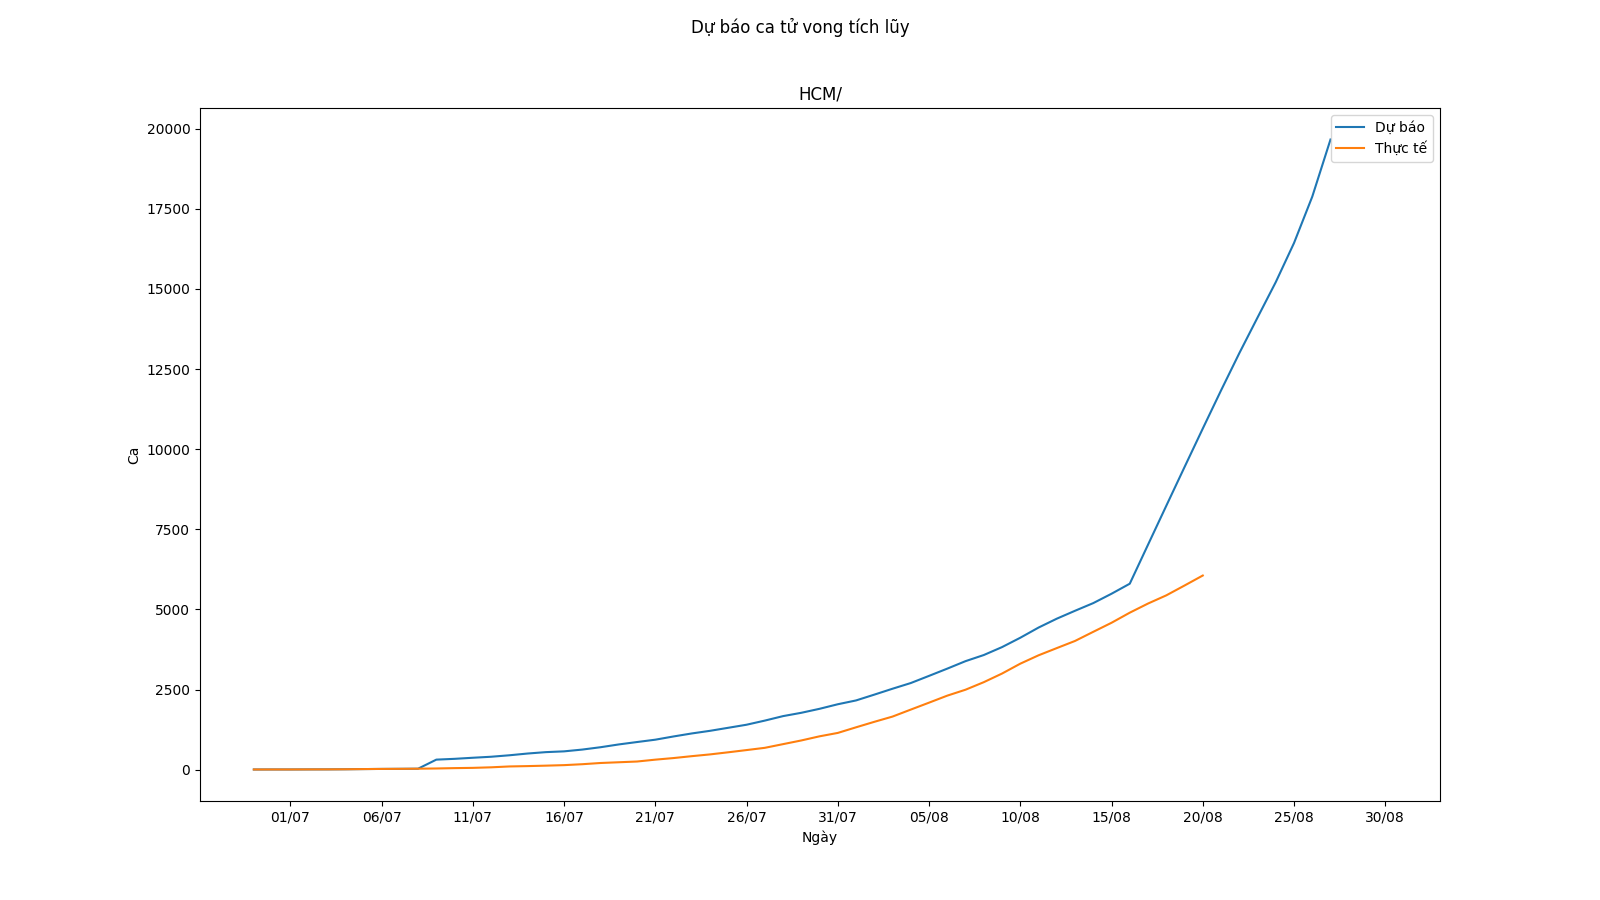 Dự báo ca tử vong tích lũy
HCM/
20000
17500
15000
12500
10000
7500
5000
2500
0
Ca
Dự báo
Thực tế
01/07 06/07 11/07 16/07 21/07 26/07 31/07 05/08 10/08 15/08 20/08 25/08 30/08
Ngày